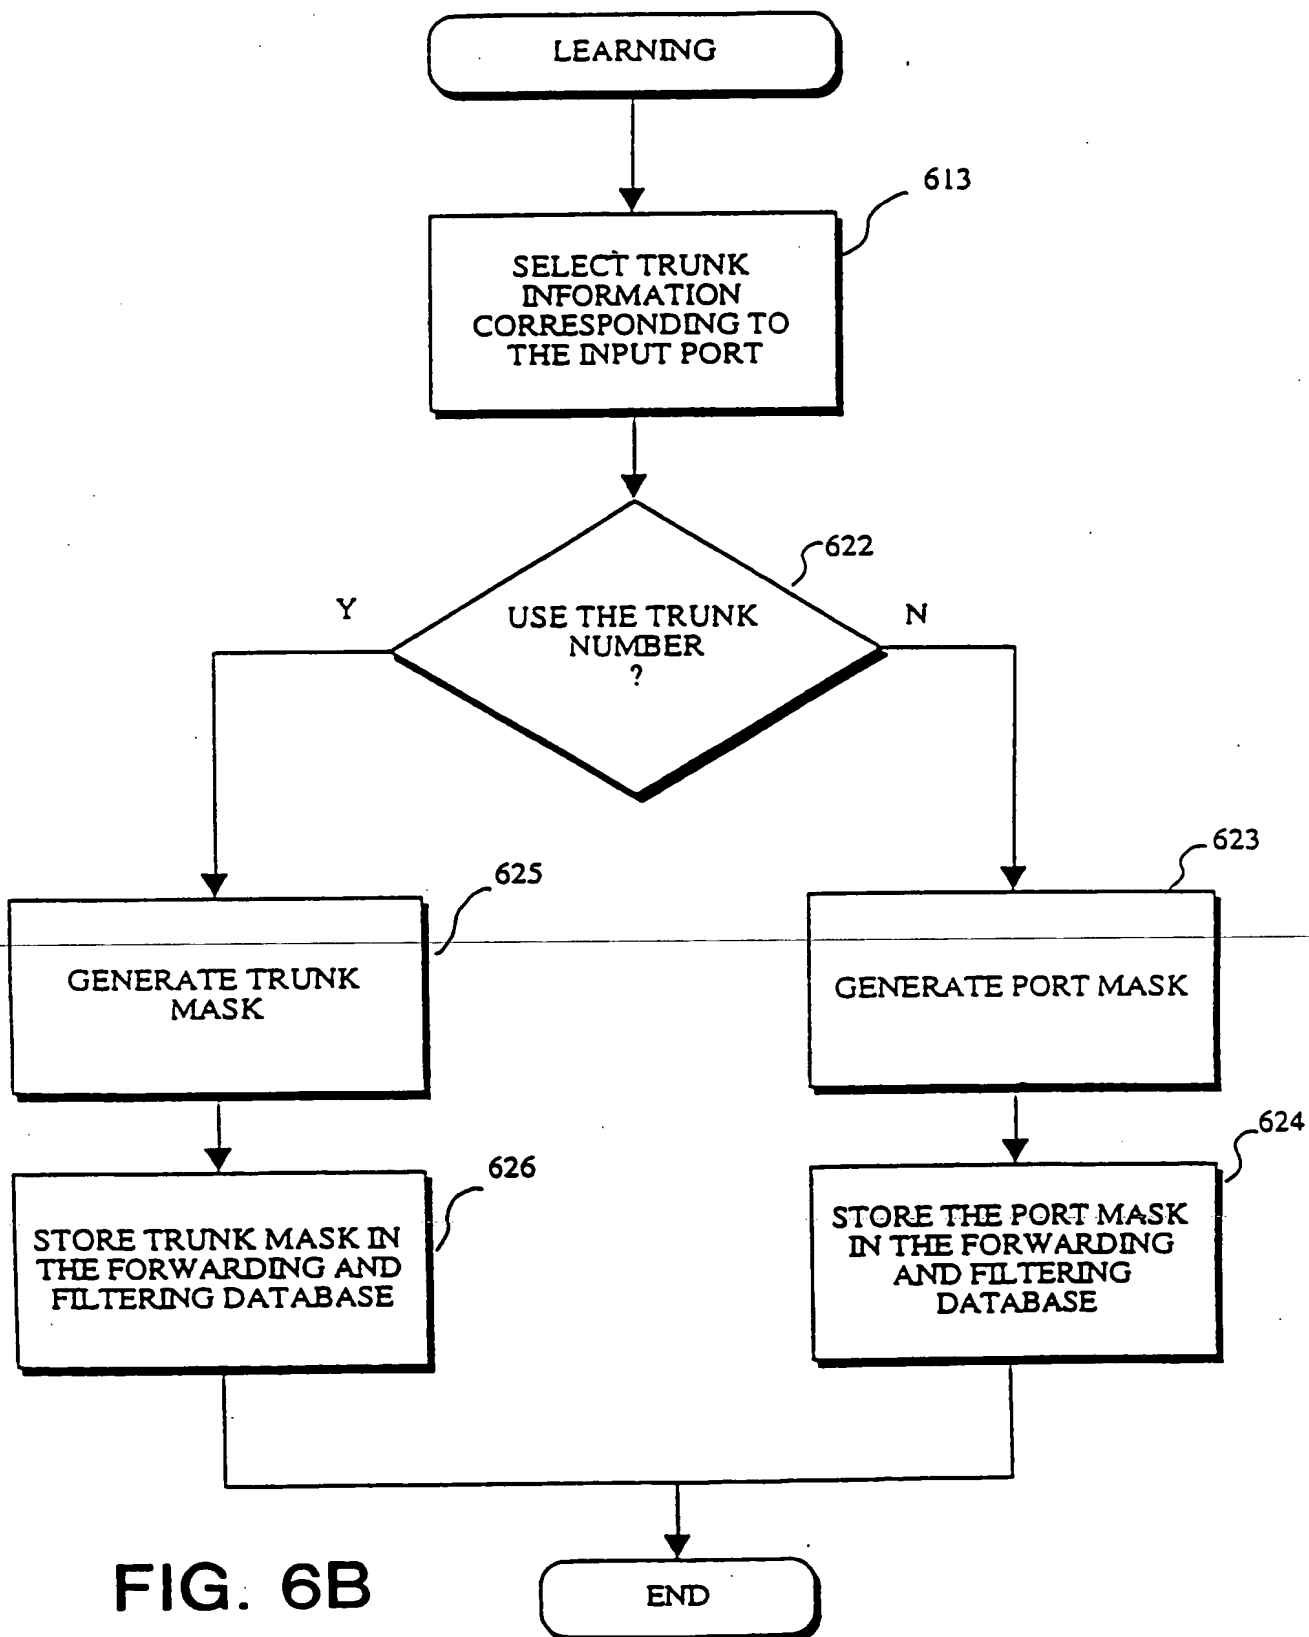 LEARNING
613
SELECT TRUNK
INFORMATION
CORRESPONDING TO
THE INPUT PORT
622
Y
USE THE TRUNK
NUMBER
?
N
625
GENERATE TRUNK
MASK
623
GENERATE PORT MASK
626
STORE TRUNK MASK IN
THE FORWARDING AND
FILTERING DATABASE
624
STORE THE PORT MASK
IN THE FORWARDING
AND FILTERING
DATABASE
END
FIG. 6B